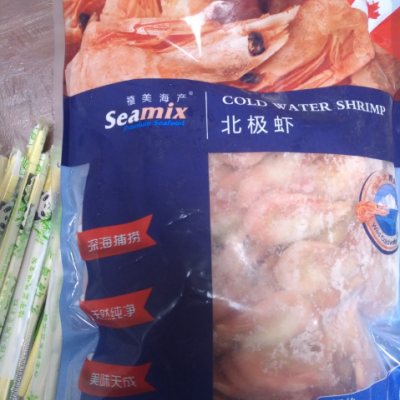 禧美海产
Seamix
COLD WATER SHRIMP
北极虾
深海捕捞
天然纯净
美味天成